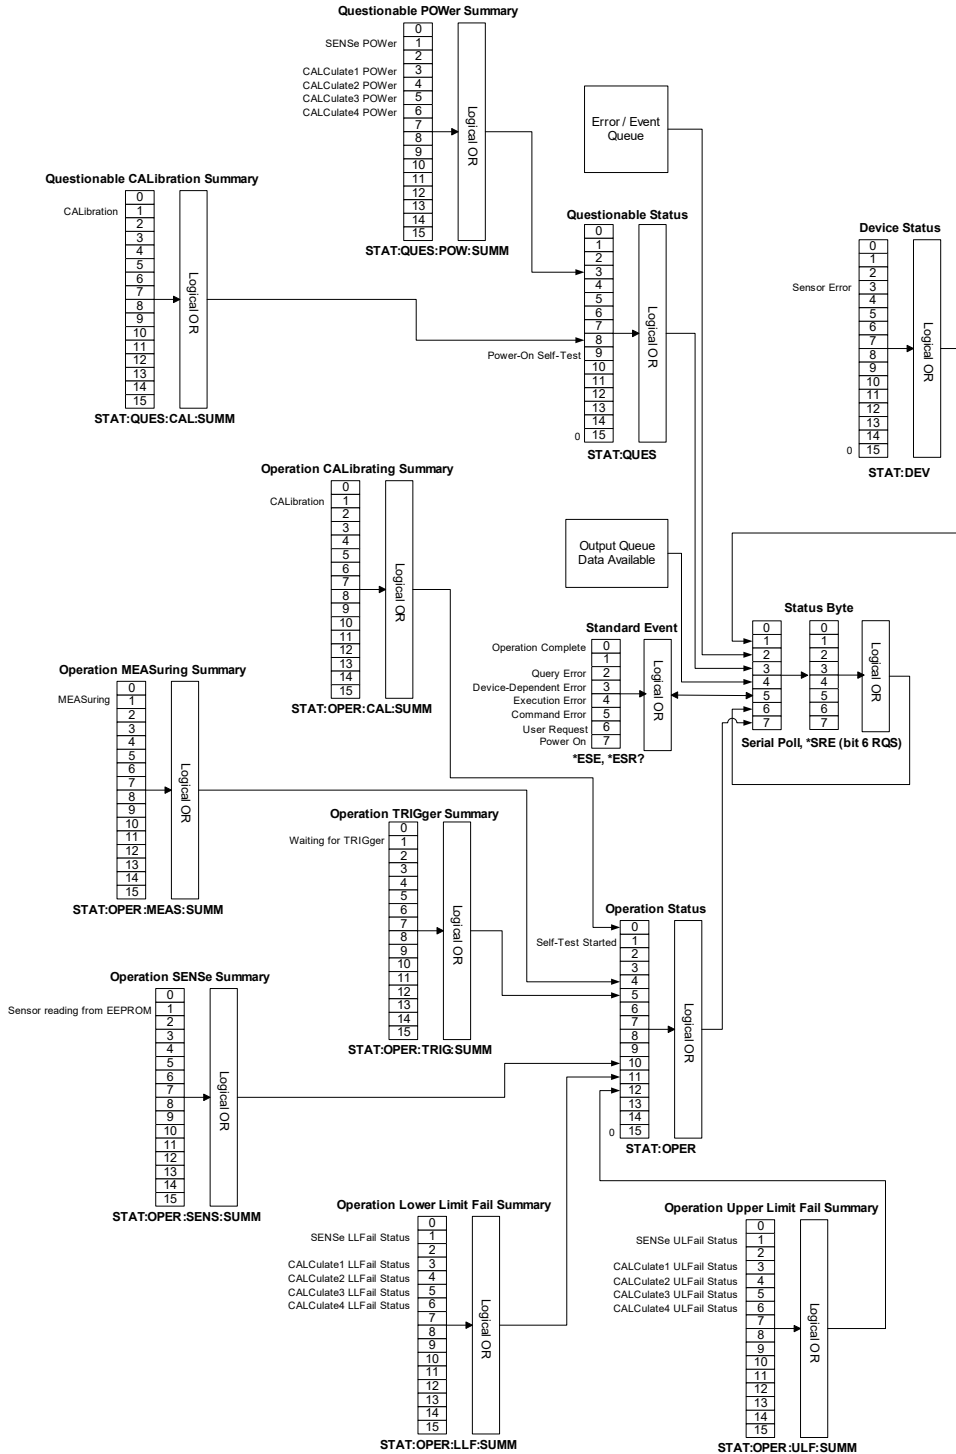 Questionable POWer Summary
0
SENSe POWer 1
2
CALCulate1 POWer 3
CALCulate2 POWer 4
CALCulate3 POWer 5
CALCulate4 POWer 6
7
8
9
10
11
12
13
14
15
Logical OR
STAT:QUES:POW:SUMM
Error / Event
Queue
Questionable CALibration Summary
0
CALibration 1
2
3
4
5
6
7
8
9
10
11
12
13
14
15
Logical OR
STAT:QUES:CAL:SUMM
Questionable Status
0
1
2
3
4
5
6
7
8
Power-On Self-Test 9
10
11
12
13
14
0 15
Logical OR
STAT:QUES
Device Status
0
1
2
Sensor Error 3
4
5
6
7
8
9
10
11
12
13
14
0 15
Logical OR
STAT:DEV
Operation CALibrating Summary
0
CALibration 1
2
3
4
5
6
7
8
9
10
11
12
13
14
15
Logical OR
STAT:OPER:CAL:SUMM
Output Queue
Data Available
Standard Event
Operation Complete 0
1
Query Error 2
Device-Dependent Error 3
Execution Error 4
Command Error 5
User Request 6
Power On 7
Logical OR
*ESE, *ESR?
Status Byte
0 0
1 1
2 2
3 3
4 4
5 5
6 6
7 7
Logical OR
Serial Poll, *SRE (bit 6 RQS)
Operation MEASuring Summary
0
MEASuring 1
2
3
4
5
6
7
8
9
10
11
12
13
14
15
Logical OR
STAT:OPER:MEAS:SUMM
Operation TRIGger Summary
0
Waiting for TRIGger 1
2
3
4
5
6
7
8
9
10
11
12
13
14
15
Logical OR
STAT:OPER:TRIG:SUMM
Operation Status
0
Self-Test Started 1
2
3
4
5
6
7
8
9
10
11
12
13
14
0 15
Logical OR
STAT:OPER
Operation SENSe Summary
0
Sensor reading from EEPROM 1
2
3
4
5
6
7
8
9
10
11
12
13
14
15
Logical OR
STAT:OPER:SENS:SUMM
Operation Lower Limit Fail Summary
0
SENSe LLFail Status 1
2
CALCulate1 LLFail Status 3
CALCulate2 LLFail Status 4
CALCulate3 LLFail Status 5
CALCulate4 LLFail Status 6
7
8
9
10
11
12
13
14
15
Logical OR
STAT:OPER:LLF:SUMM
Operation Upper Limit Fail Summary
0
SENSe ULFail Status 1
2
CALCulate1 ULFail Status 3
CALCulate2 ULFail Status 4
CALCulate3 ULFail Status 5
CALCulate4 ULFail Status 6
7
8
9
10
11
12
13
14
15
Logical OR
STAT:OPER:ULF:SUMM